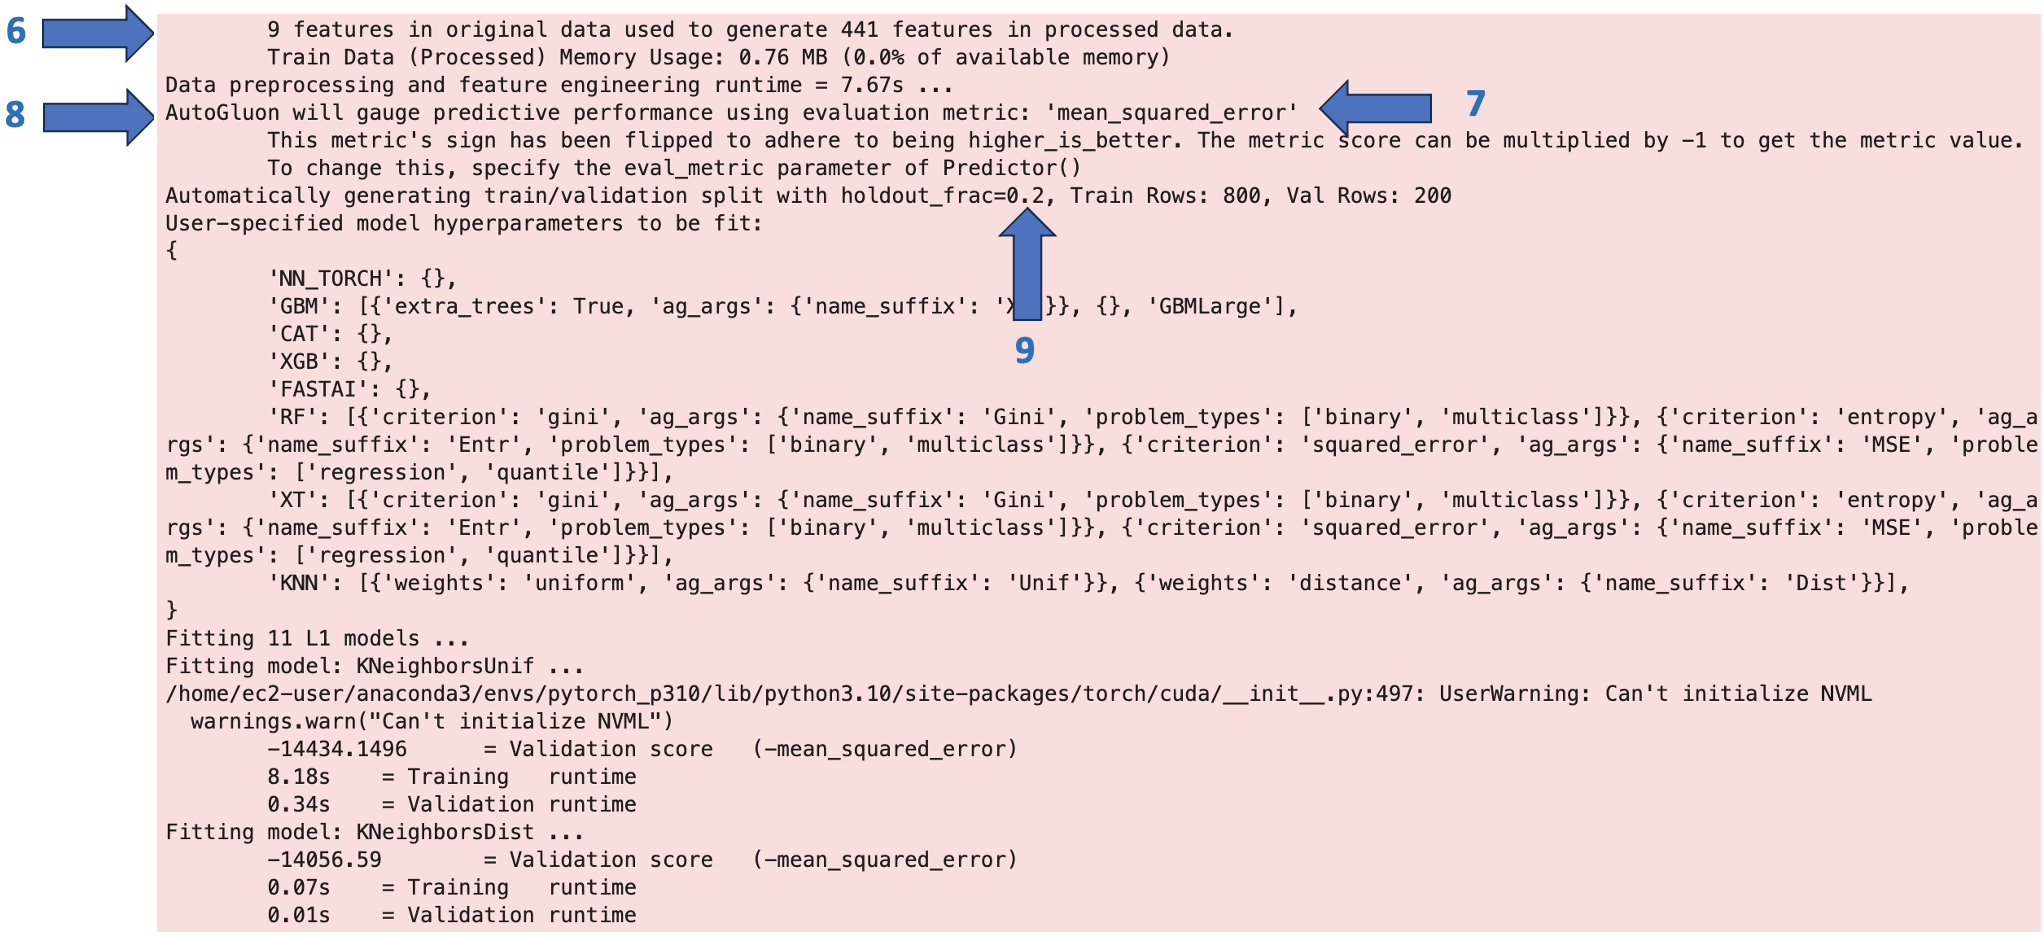 6
9 features in original data used to generate 441 features in processed data.
Train Data (Processed) Memory Usage: 0.76 MB (0.0% of available memory)
Data preprocessing and feature engineering runtime = 7.67s ...
8
AutoGluon will gauge predictive performance using evaluation metric: 'mean_squared_error'
7
This metric's sign has been flipped to adhere to being higher_is_better. The metric score can be multiplied by -1 to get the metric value.
To change this, specify the eval_metric parameter of Predictor()
Automatically generating train/validation split with holdout_frac=0.2, Train Rows: 800, Val Rows: 200
User-specified model hyperparameters to be fit:
{
'NN_TORCH': {},
'GBM': [{'extra_trees': True, 'ag_args': {'name_suffix': }}, {}, 'GBMLarge'],
'CAT': {},
'XGB': {},
9
'FASTAI': {},
'RF': [{'criterion': 'gini', 'ag_args': {'name_suffix': 'Gini', 'problem_types': ['binary', 'multiclass']}}, {'criterion': 'entropy', 'ag_a
rgs': {'name_suffix': 'Entr', 'problem_types': ['binary', 'multiclass']}}, {'criterion': 'squared_error', 'ag_args': {'name_suffix': 'MSE', 'proble
m_types': ['regression', 'quantile']}}],
'XT': [{'criterion': 'gini', 'ag_args': {'name_suffix': 'Gini', 'problem_types': ['binary', 'multiclass']}}, {'criterion': 'entropy', 'ag_a
rgs': {'name_suffix': 'Entr', 'problem_types': ['binary', 'multiclass']}}, {'criterion': 'squared_error', 'ag_args': {'name_suffix': 'MSE', 'proble
m_types': ['regression', 'quantile']}}],
'KNN': [{'weights': 'uniform', 'ag_args': {'name_suffix': 'Unif'}}, {'weights': 'distance', 'ag_args': {'name_suffix': 'Dist'}}],
}
Fitting 11 L1 models ...
Fitting model: KNeighborsUnif ...
/home/ec2-user/anaconda3/envs/pytorch_p310/lib/python3.10/site-packages/torch/cuda/__init__.py:497: UserWarning: Can't initialize NVML
warnings.warn("Can't initialize NVML")
-14434.1496 = Validation score (-mean_squared_error)
8.18s = Training runtime
0.34s = Validation runtime
Fitting model: KNeighborsDist ...
-14056.59 = Validation score (-mean_squared_error)
0.07s = Training runtime
0.01s = Validation runtime